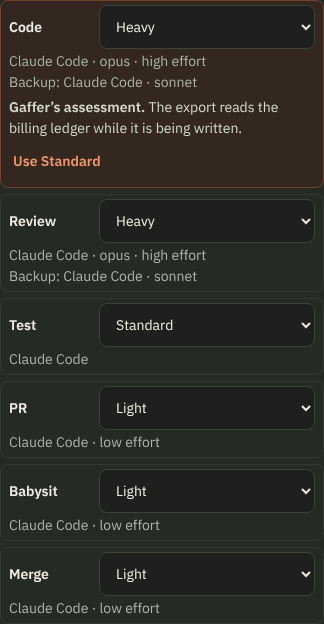 Code Heavy
Claude Code · opus · high effort
Backup: Claude Code · sonnet
Gaffer’s assessment. The export reads the
billing ledger while it is being written.
Use Standard
Review Heavy
Claude Code · opus · high effort
Backup: Claude Code · sonnet
Test Standard
Claude Code
PR Light
Claude Code · low effort
Babysit Light
Claude Code · low effort
Merge Light
Claude Code · low effort